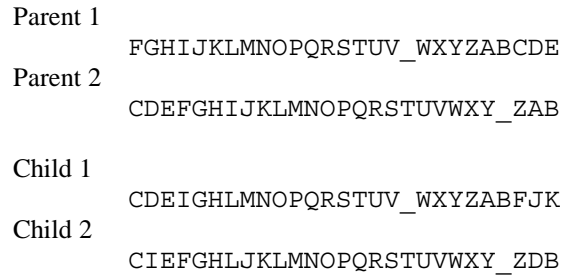 Parent 1
FGHIJKLMNOPQRSTUV_WXYZABCDE
Parent 2
CDEFGHIJKLMNOPQRSTUVWXY_ZAB
Child 1
CDEIGHLMNOPQRSTUV_WXYZABFJK
Child 2
CIEFGHLJKLMNOPQRSTUVWXY_ZDB